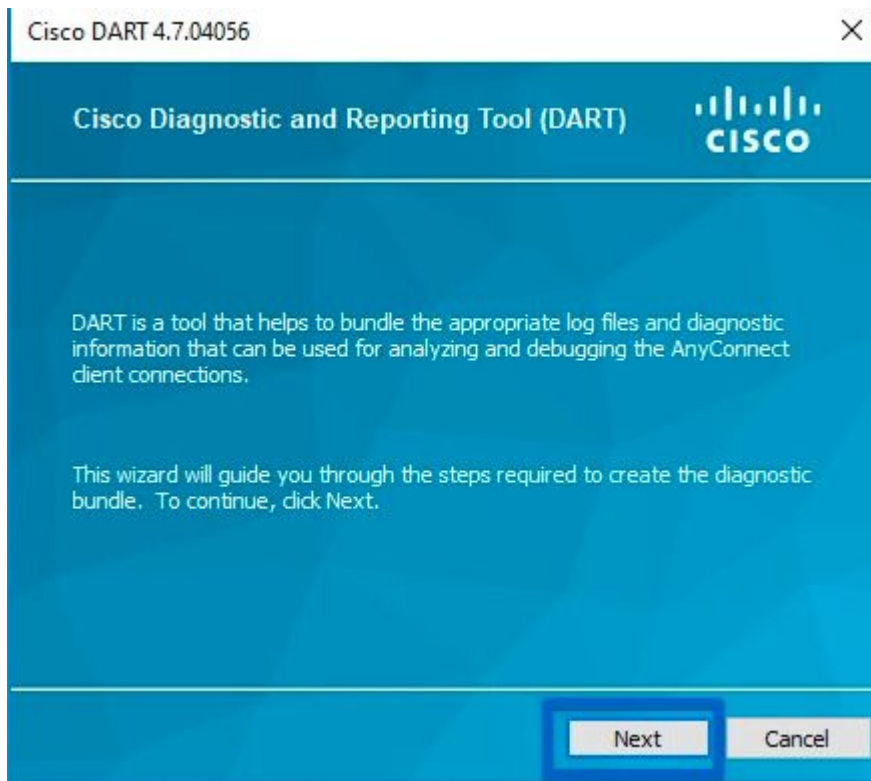 Cisco DART 4.7.04056
Cisco Diagnostic and Reporting Tool (DART)
CISCO
DART is a tool that helps to bundle the appropriate log files and diagnostic
information that can be used for analyzing and debugging the AnyConnect
client connections.
This wizard will guide you through the steps required to create the diagnostic
bundle.  To continue, click Next.
Next
Cancel